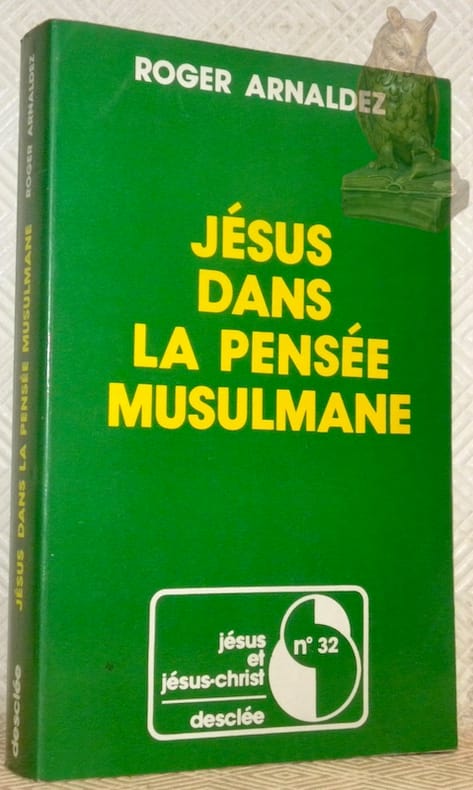 ROGER ARNALDEZ
JÉSUS
DANS
LA PENSÉE
MUSULMANE
jésus
et
jésus-christ
desclée
n° 32
desclée JÉSUS DANS LA PENSÉE MUSULMANE ROGER ARNALDEZ